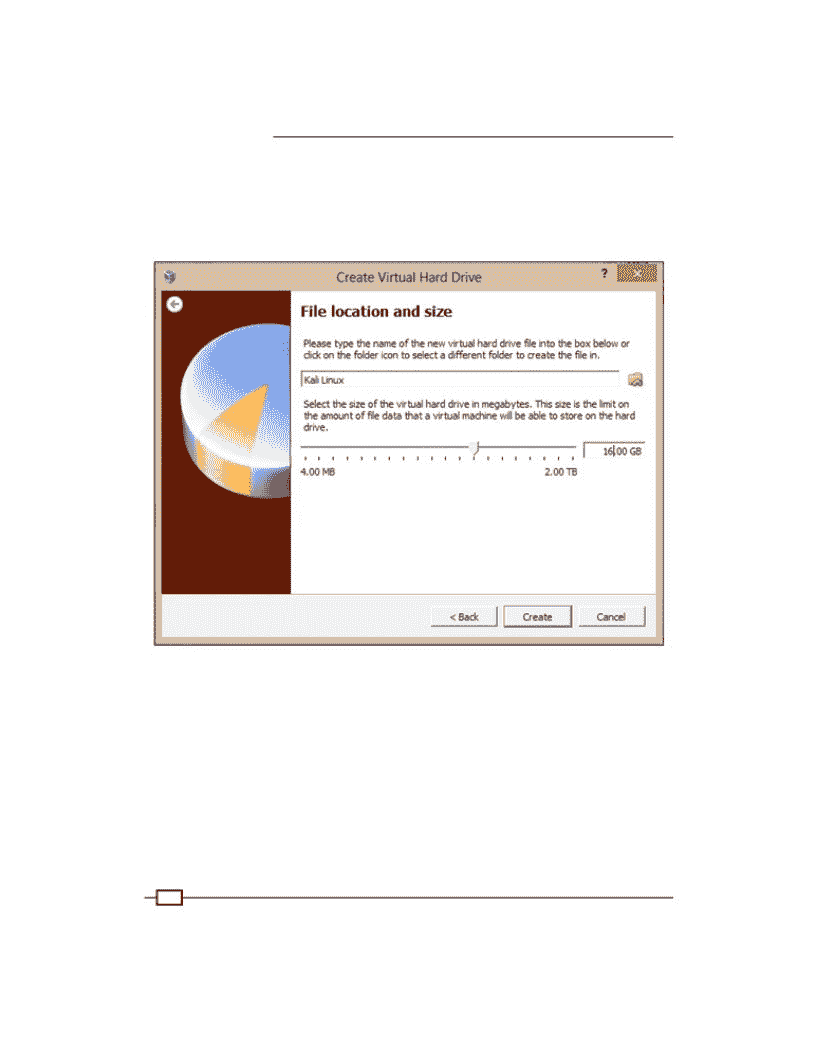 Create Virtual Hard Drive
?
File location and size
Please type the name of the new virtual hard drive file into the box below or
click on the folder icon to select a different folder to create the file in.
Kali Linux
Select the size of the virtual hard drive in megabytes. This size is the limit on
the amount of file data that a virtual machine will be able to store on the hard
drive.
16.00 GB
4.00 MB 2.00 TB
< Back Create Cancel